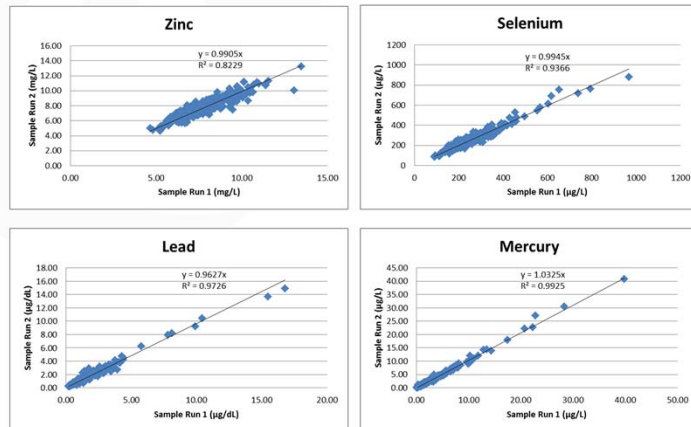 Zinc
y = 0.9905x
R² = 0.8229
Sample Run 2 (mg/L)
16.00
14.00
12.00
10.00
8.00
6.00
4.00
2.00
0.00
0.00 5.00 10.00 15.00
Sample Run 1 (mg/L)
Selenium
y = 0.9945x
R² = 0.9366
Sample Run 2 (µg/L)
1200
1000
800
600
400
200
0
0 200 400 600 800 1000 1200
Sample Run 1 (µg/L)
Lead
y = 0.9627x
R² = 0.9726
Sample Run 2 (µg/dL)
18.00
16.00
14.00
12.00
10.00
8.00
6.00
4.00
2.00
0.00
0.00 5.00 10.00 15.00 20.00
Sample Run 1 (µg/dL)
Mercury
y = 1.0325x
R² = 0.9925
Sample Run 2 (µg/L)
45.00
40.00
35.00
30.00
25.00
20.00
15.00
10.00
5.00
0.00
0.00 10.00 20.00 30.00 40.00 50.00
Sample Run 1 (µg/L)